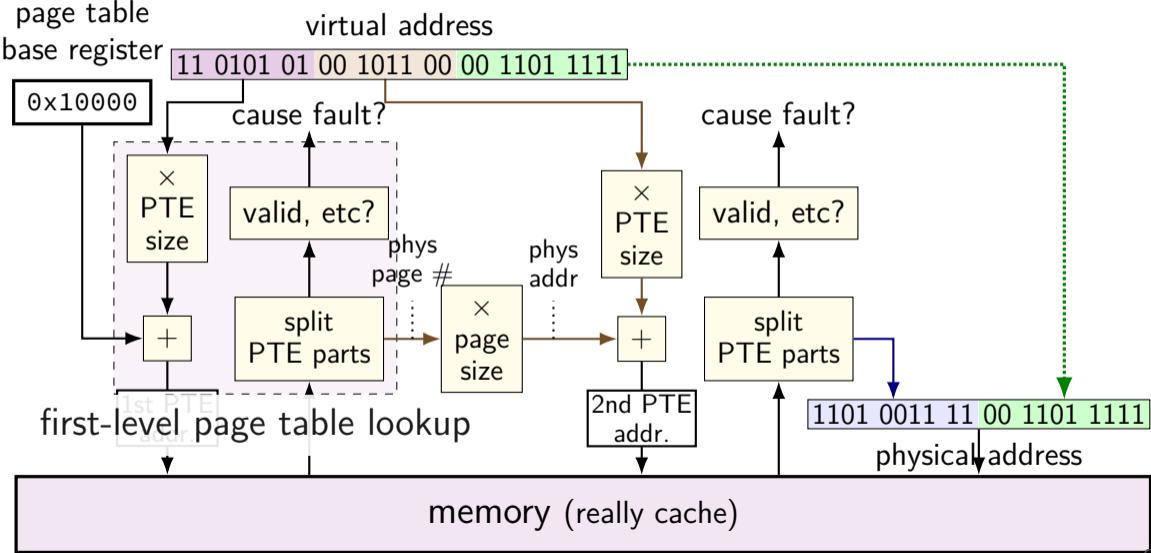 page table
base register
virtual address
11 0101 01 00 1011 00 00 1101 1111
0x10000
cause fault?
cause fault?
×
PTE
size
valid, etc?
×
PTE
size
valid, etc?
phys
page #
phys
addr
+
split
PTE parts
×
page
size
+
split
PTE parts
1st PTE
addr.
first-level page table lookup
2nd PTE
addr.
1101 0011 11 00 1101 1111
physical address
memory (really cache)